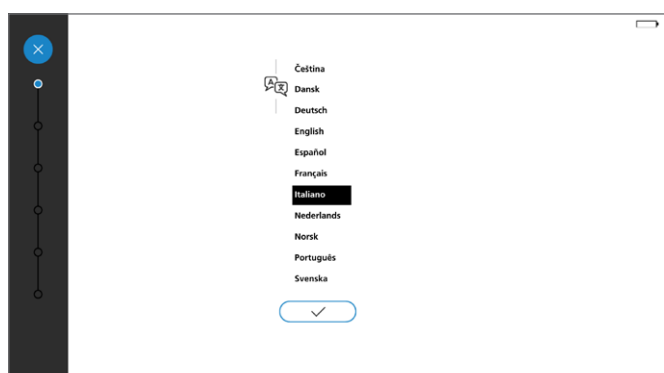 Čeština
Dansk
Deutsch
English
Español
Français
Italiano
Nederlands
Norsk
Português
Svenska